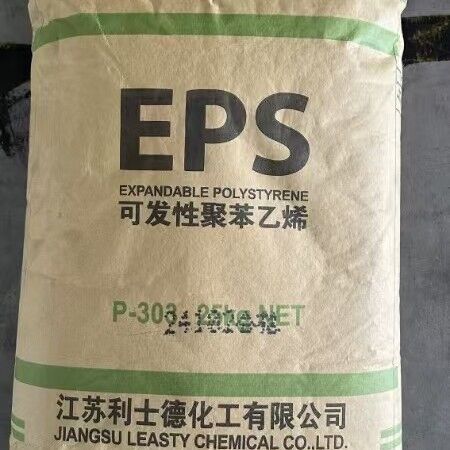 EPS
EXPANDABLE POLYSTYRENE
可发性聚苯乙烯
P-303 25kg NET
江苏利士德化工有限公司
JIANGSU LEASTY CHEMICAL CO.,LTD.